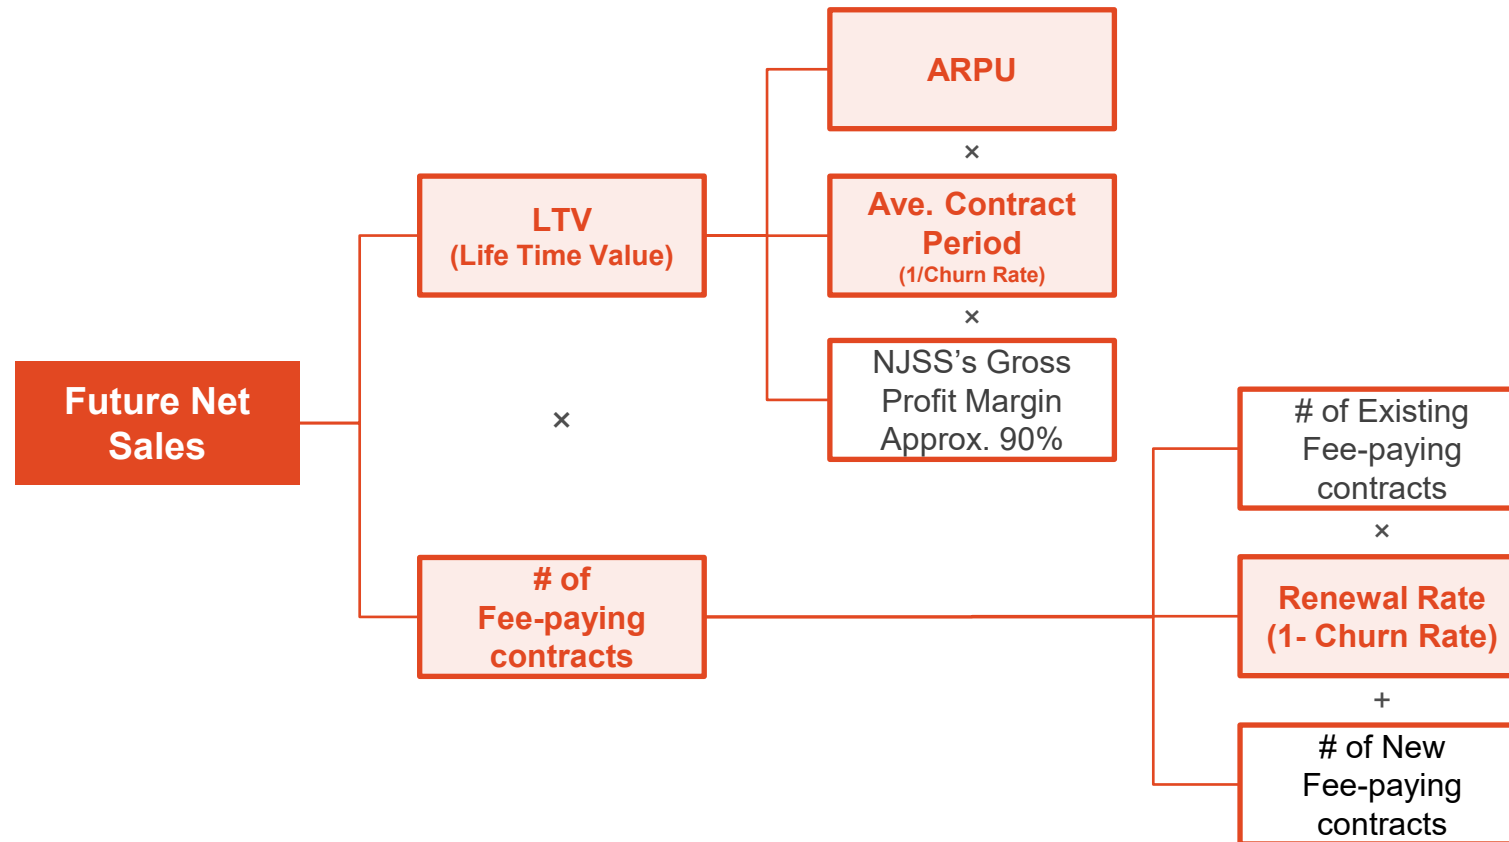 Future Net
Sales
LTV
(Life Time Value)
×
# of
Fee-paying
contracts
ARPU
×
Ave. Contract
Period
(1/Churn Rate)
×
NJSS’s Gross
Profit Margin
Approx. 90%
# of Existing
Fee-paying
contracts
×
Renewal Rate
(1- Churn Rate)
+
# of New
Fee-paying
contracts